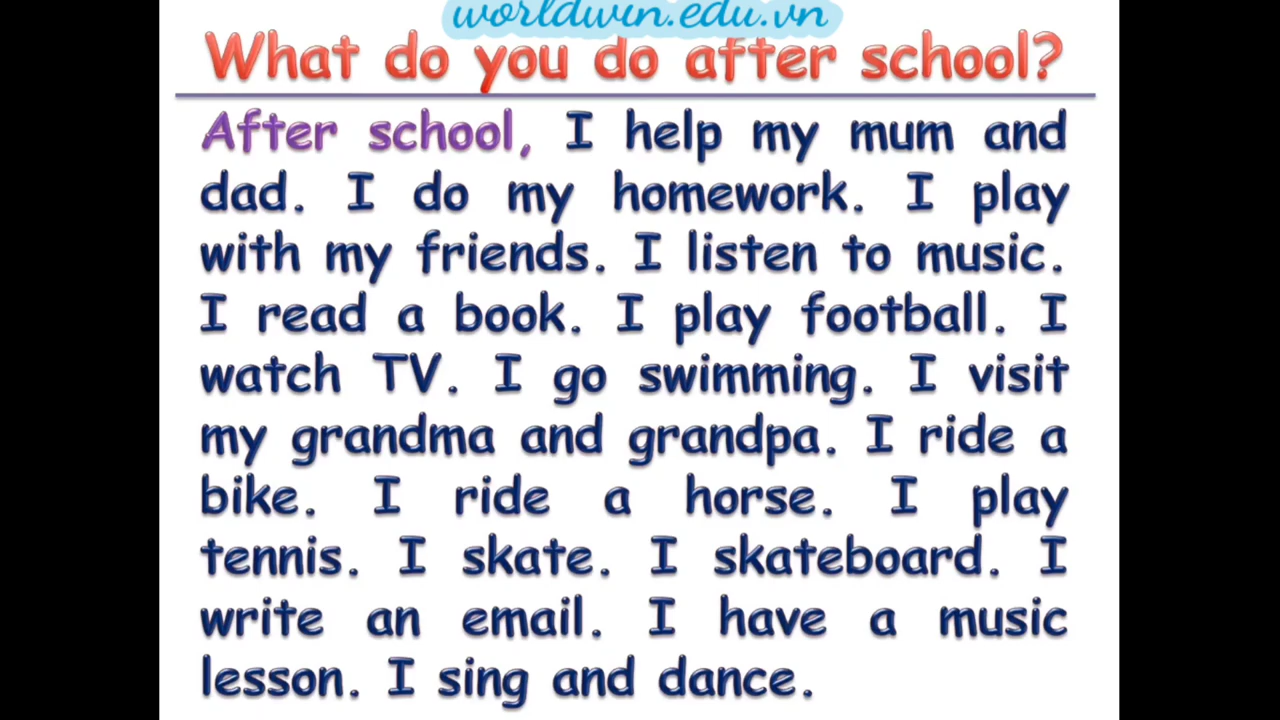 worldwin.edu.vn
What do you do after school?
After school, I help my mum and
dad. I do my homework. I play
with my friends. I listen to music.
I read a book. I play football. I
watch TV. I go swimming. I visit
my grandma and grandpa. I ride a
bike. I ride a horse. I play
tennis. I skate. I skateboard. I
write an email. I have a music
lesson. I sing and dance.